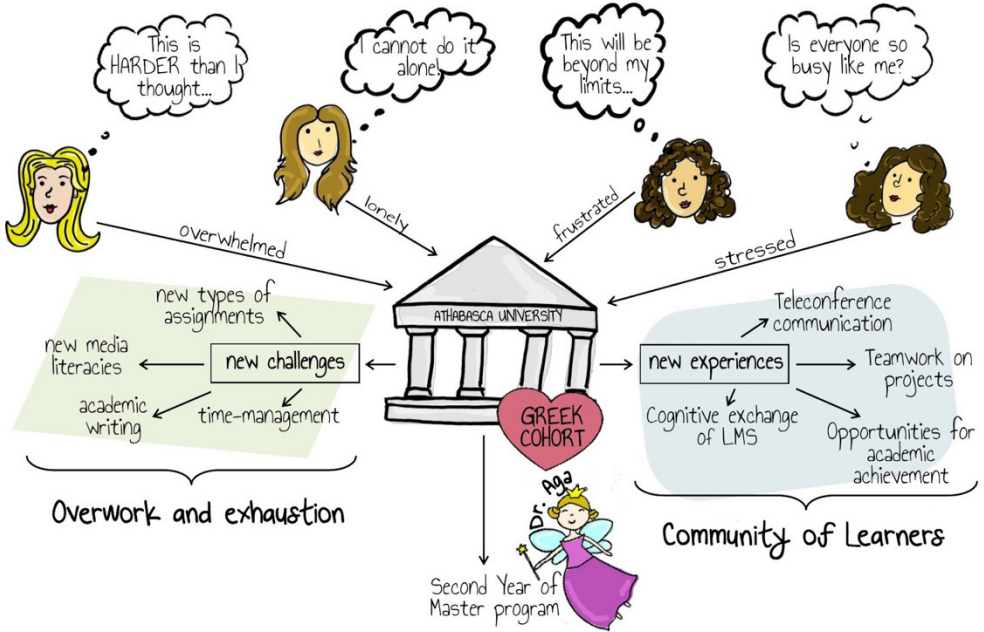 This is
HARDER than I
thought...
I cannot do it
alone!
This will be
beyond my
limits...
Is everyone so
busy like me?
overwhelmed
lonely
frustrated
stressed
ATHABASCA UNIVERSITY
GREEK
COHORT
new challenges
new types of
assignments
new media
literacies
academic
writing
time-management
Overwork and exhaustion
new experiences
Teleconference
communication
Teamwork on
projects
Cognitive exchange
of LMS
Opportunities for
academic
achievement
Community of Learners
Dr. Aga
Second Year of
Master program